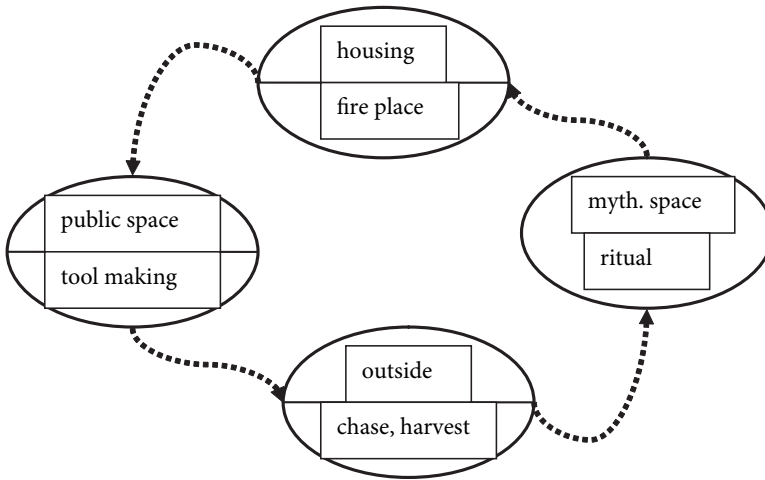 housing
fire place
public space
tool making
myth. space
ritual
outside
chase, harvest